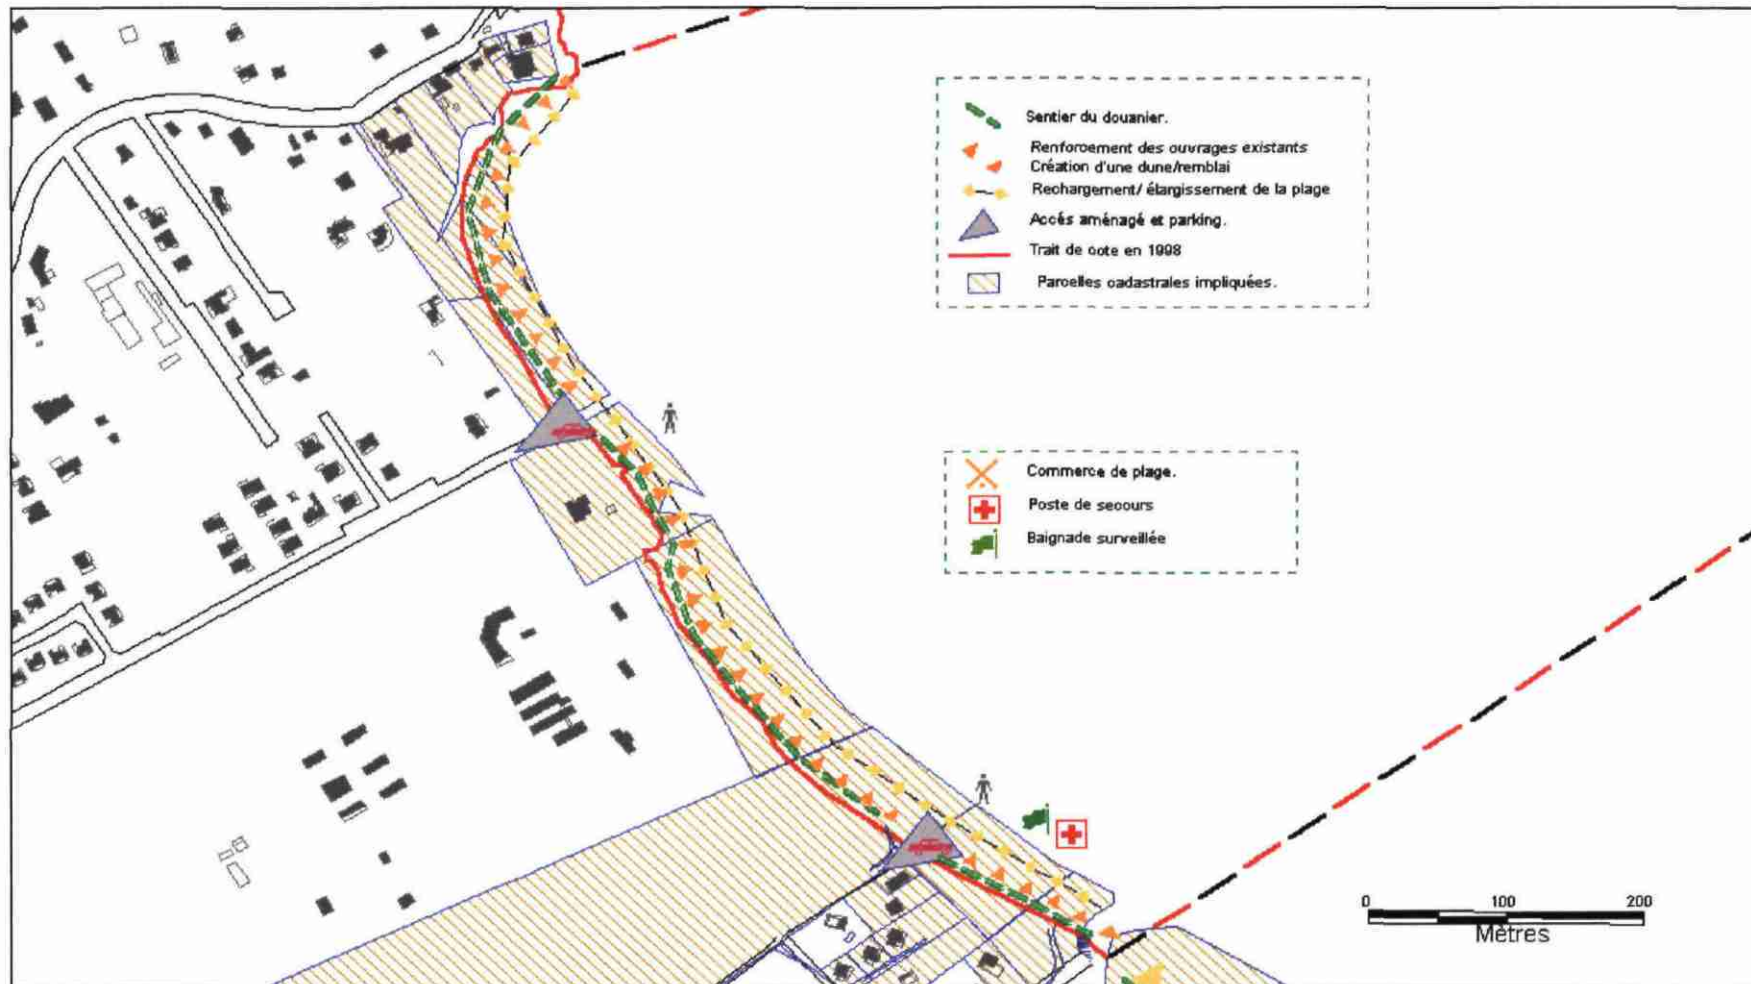 Sentier du douanier.
Renforcement des ouvrages existants
Création d'une dune/remblai
Rechargement/ élargissement de la plage
Accés aménagé et parking.
Trait de cote en 1998
Parcelles cadastrales impliquées.
Commerce de plage.
Poste de secours
Baignade surveillée
0 100 200
Mètres